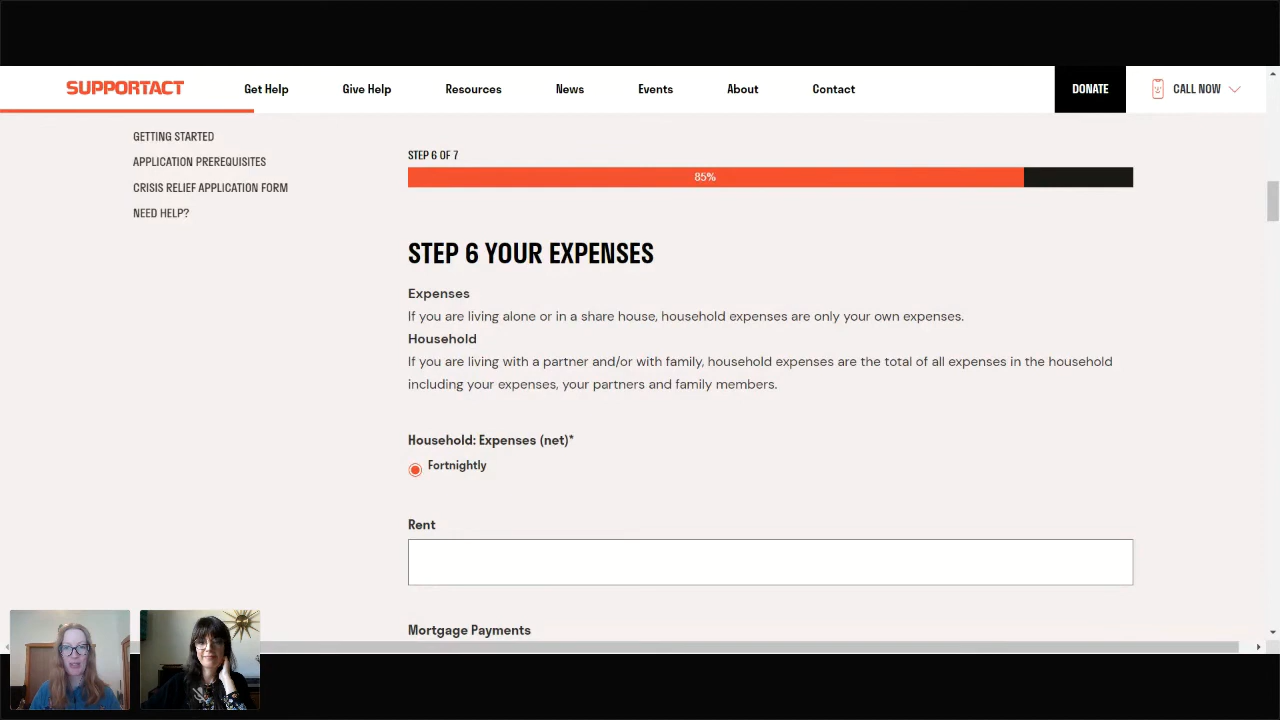 SUPPORTACT
Get Help
Give Help
Resources
News
Events
About
Contact
DONATE
CALL NOW
GETTING STARTED
APPLICATION PREREQUISITES
CRISIS RELIEF APPLICATION FORM
NEED HELP?
STEP 6 OF 7
85%
STEP 6 YOUR EXPENSES
Expenses
If you are living alone or in a share house, household expenses are only your own expenses.
Household
If you are living with a partner and/or with family, household expenses are the total of all expenses in the household
including your expenses, your partners and family members.
Household: Expenses (net)*
Fortnightly
Rent
Mortgage Payments